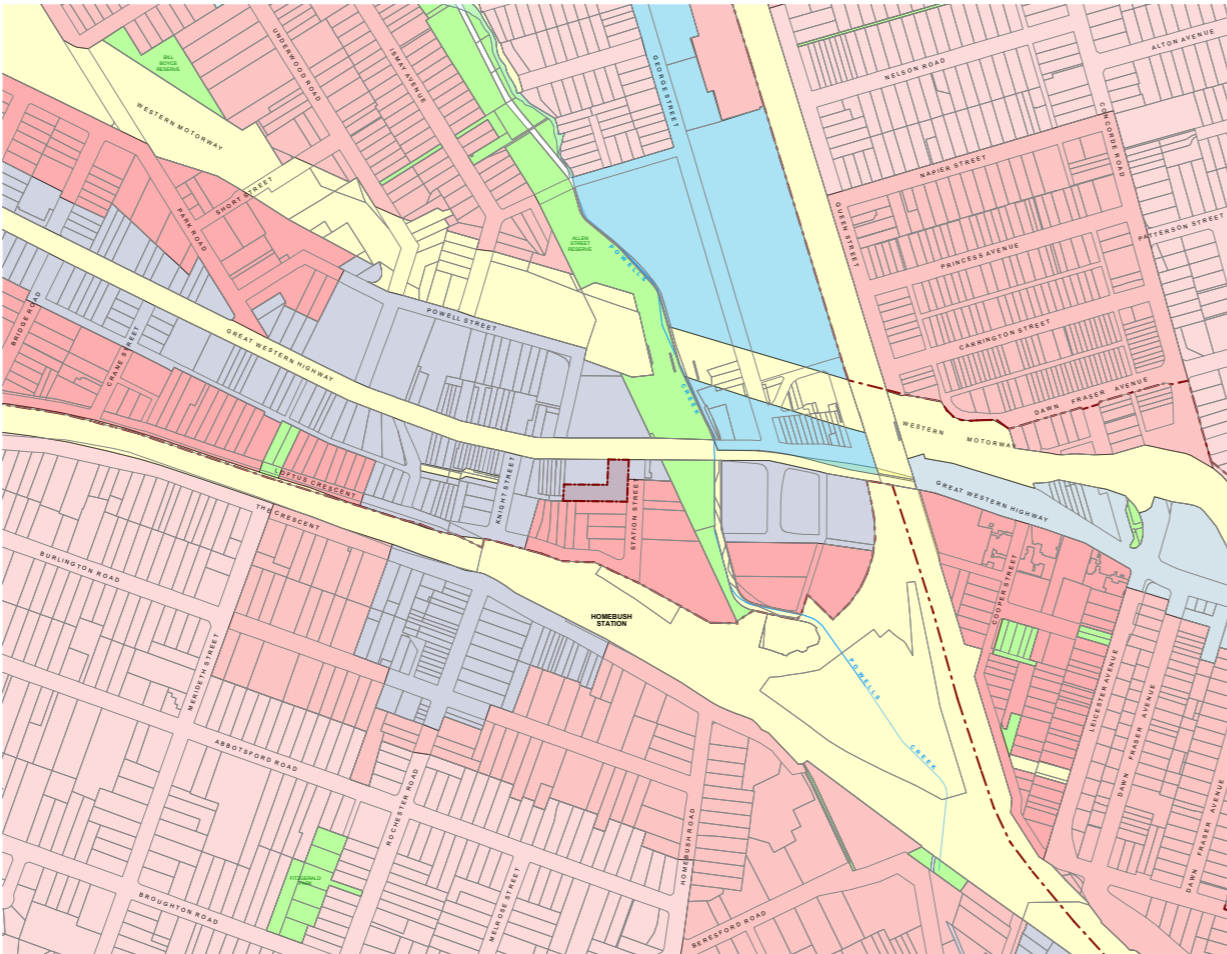 BILL
BOYCE
RESERVE
UNDERWOOD ROAD
ISMAY AVENUE
GEORGE STREET
NELSON ROAD
ALTON AVENUE
WESTERN MOTORWAY
CONCORDE ROAD
NAPIER STREET
SHORT STREET
PARK ROAD
ALLEN
STREET
RESERVE
POWELLS
QUEEN STREET
PATTERSON STREET
PRINCESS AVENUE
BRIDGE ROAD
CRANE STREET
POWELL STREET
GREAT WESTERN HIGHWAY
CREEK
CARRINGTON STREET
DAWN FRASER AVENUE
WESTERN MOTORWAY
LOFTUS CRESCENT
KNIGHT STREET
STATION STREET
GREAT WESTERN HIGHWAY
THE CRESCENT
BURLINGTON ROAD
COOPER STREET
HOMEBUSH
STATION
MERIDETH STREET
POWELLS
LEICESTER AVENUE
DAWN FRASER AVENUE
ABBOTSFORD ROAD
CREEK
ROCHESTER ROAD
HOMEBUSH ROAD
DAWN FRASER AVENUE
FITZGERALD
PARK
BROUGHTON ROAD
MELROSE STREET
BERESFORD ROAD